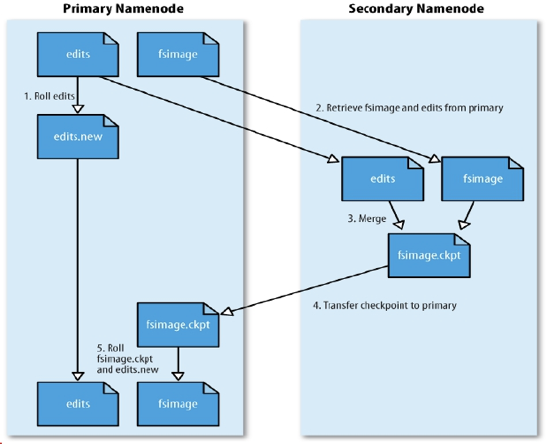 Primary Namenode
Secondary Namenode
edits
fsimage
1. Roll edits
2. Retrieve fsimage and edits from primary
edits.new
edits
fsimage
3. Merge
fsimage.ckpt
4. Transfer checkpoint to primary
fsimage.ckpt
5. Roll
fsimage.ckpt
and edits.new
edits
fsimage